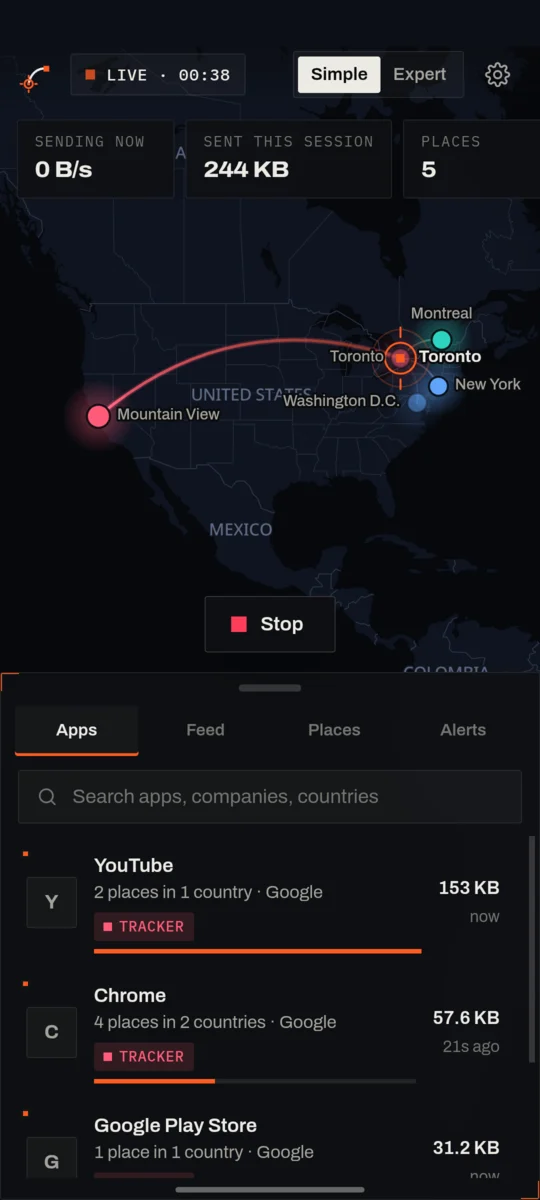 LIVE · 00:38
Simple
Expert
SENDING NOW
0 B/s
SENT THIS SESSION
244 KB
PLACES
5
A
Montreal
Toronto
Toronto
New York
UNITED STATES
Washington D.C.
Mountain View
MEXICO
Stop
COLOMBIA
Apps
Feed
Places
Alerts
Search apps, companies, countries
YouTube
Y
2 places in 1 country · Google
153 KB
TRACKER
now
Chrome
C
4 places in 2 countries · Google
57.6 KB
TRACKER
21s ago
Google Play Store
G
1 place in 1 country · Google
31.2 KB
now